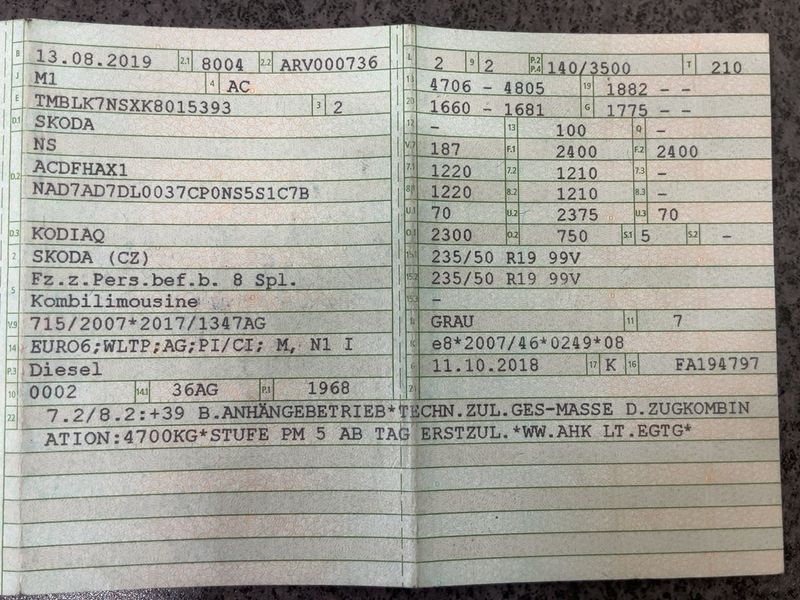 B 13.08.2019 2.1 8004 2.2 ARV000736
J M1 4 AC
E TMBLK7NSXK8015393 3 2
D.1 SKODA
NS
D.2 ACDFHAX1
NAD7AD7DL0037CP0NS5S1C7B
D.3 KODIAQ
2 SKODA (CZ)
5 Fz.z.Pers.bef.b. 8 Spl.
Kombilimousine
V.9 715/2007*2017/1347AG
14 EURO6;WLTP;AG;PI/CI; M, N1 I
P.3 Diesel
10 0002 14.1 36AG P.1 1968
L 2 9 2 P.2 P.4 140/3500 T 210
18 4706 - 4805 19 1882 - -
20 1660 - 1681 G 1775 - -
12 - 13 100 Q -
V.7 187 F.1 2400 F.2 2400
7.1 1220 7.2 1210 7.3 -
8.1 1220 8.2 1210 8.3 -
U.1 70 U.2 2375 U.3 70
O.1 2300 O.2 750 S.1 5 S.2 -
15.1 235/50 R19 99V
15.2 235/50 R19 99V
15.3 -
R GRAU 11 7
K e8*2007/46*0249*08
6 11.10.2018 17 K 16 FA194797
22 7.2/8.2:+39 B.ANHÄNGEBETRIEB*TECHN.ZUL.GES-MASSE D.ZUGKOMBIN
ATION:4700KG*STUFE PM 5 AB TAG ERSTZUL.*WW.AHK LT.EGTG*